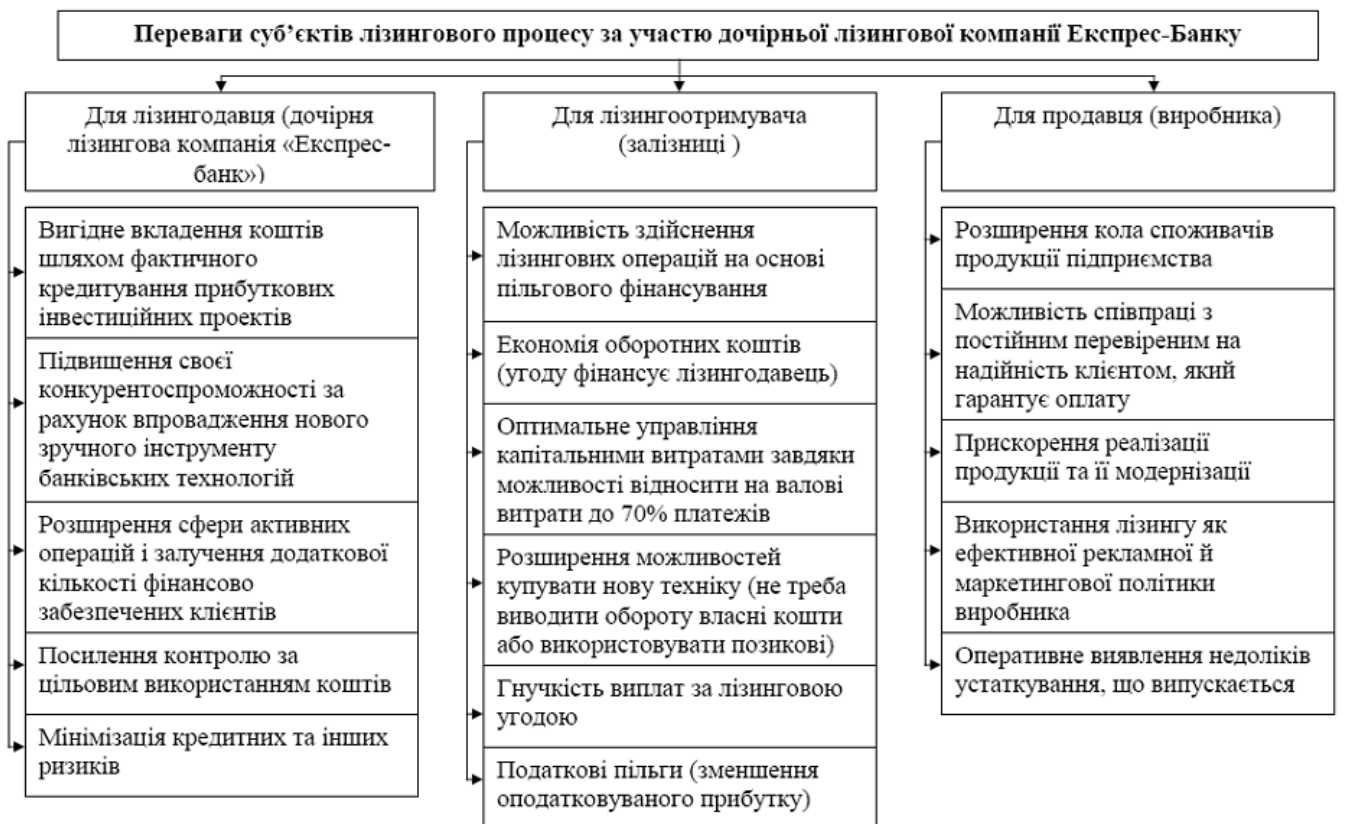 Переваги суб’єктів лізингового процесу за участю дочірньої лізингової компанії Експрес-Банку
Для лізингодавця (дочірня
лізингова компанія «Експрес-
банк»)
Вигідне вкладення коштів
шляхом фактичного
кредитування прибуткових
інвестиційних проектів
Підвищення своєї
конкурентоспроможності за
рахунок впровадження нового
зручного інструменту
банківських технологій
Розширення сфери активних
операцій і залучення додаткової
кількості фінансово
забезпечених клієнтів
Посилення контролю за
цільовим використанням коштів
Мінімізація кредитних та інших
ризиків
Для лізингоотримувача
(залізниці )
Можливість здійснення
лізингових операцій на основі
пільгового фінансування
Економія оборотних коштів
(угоду фінансує лізингодавець)
Оптимальне управління
капітальними витратами завдяки
можливості відносити на валові
витрати до 70% платежів
Розширення можливостей
купувати нову техніку (не треба
виводити обороту власні кошти
або використовувати позикові)
Гнучкість виплат за лізинговою
угодою
Податкові пільги (зменшення
оподатковуваного прибутку)
Для продавця (виробника)
Розширення кола споживачів
продукції підприємства
Можливість співпраці з
постійним перевіреним на
надійність клієнтом, який
гарантує оплату
Прискорення реалізації
продукції та її модернізації
Використання лізингу як
ефективної рекламної й
маркетингової політики
виробника
Оперативне виявлення недоліків
устаткування, що випускається